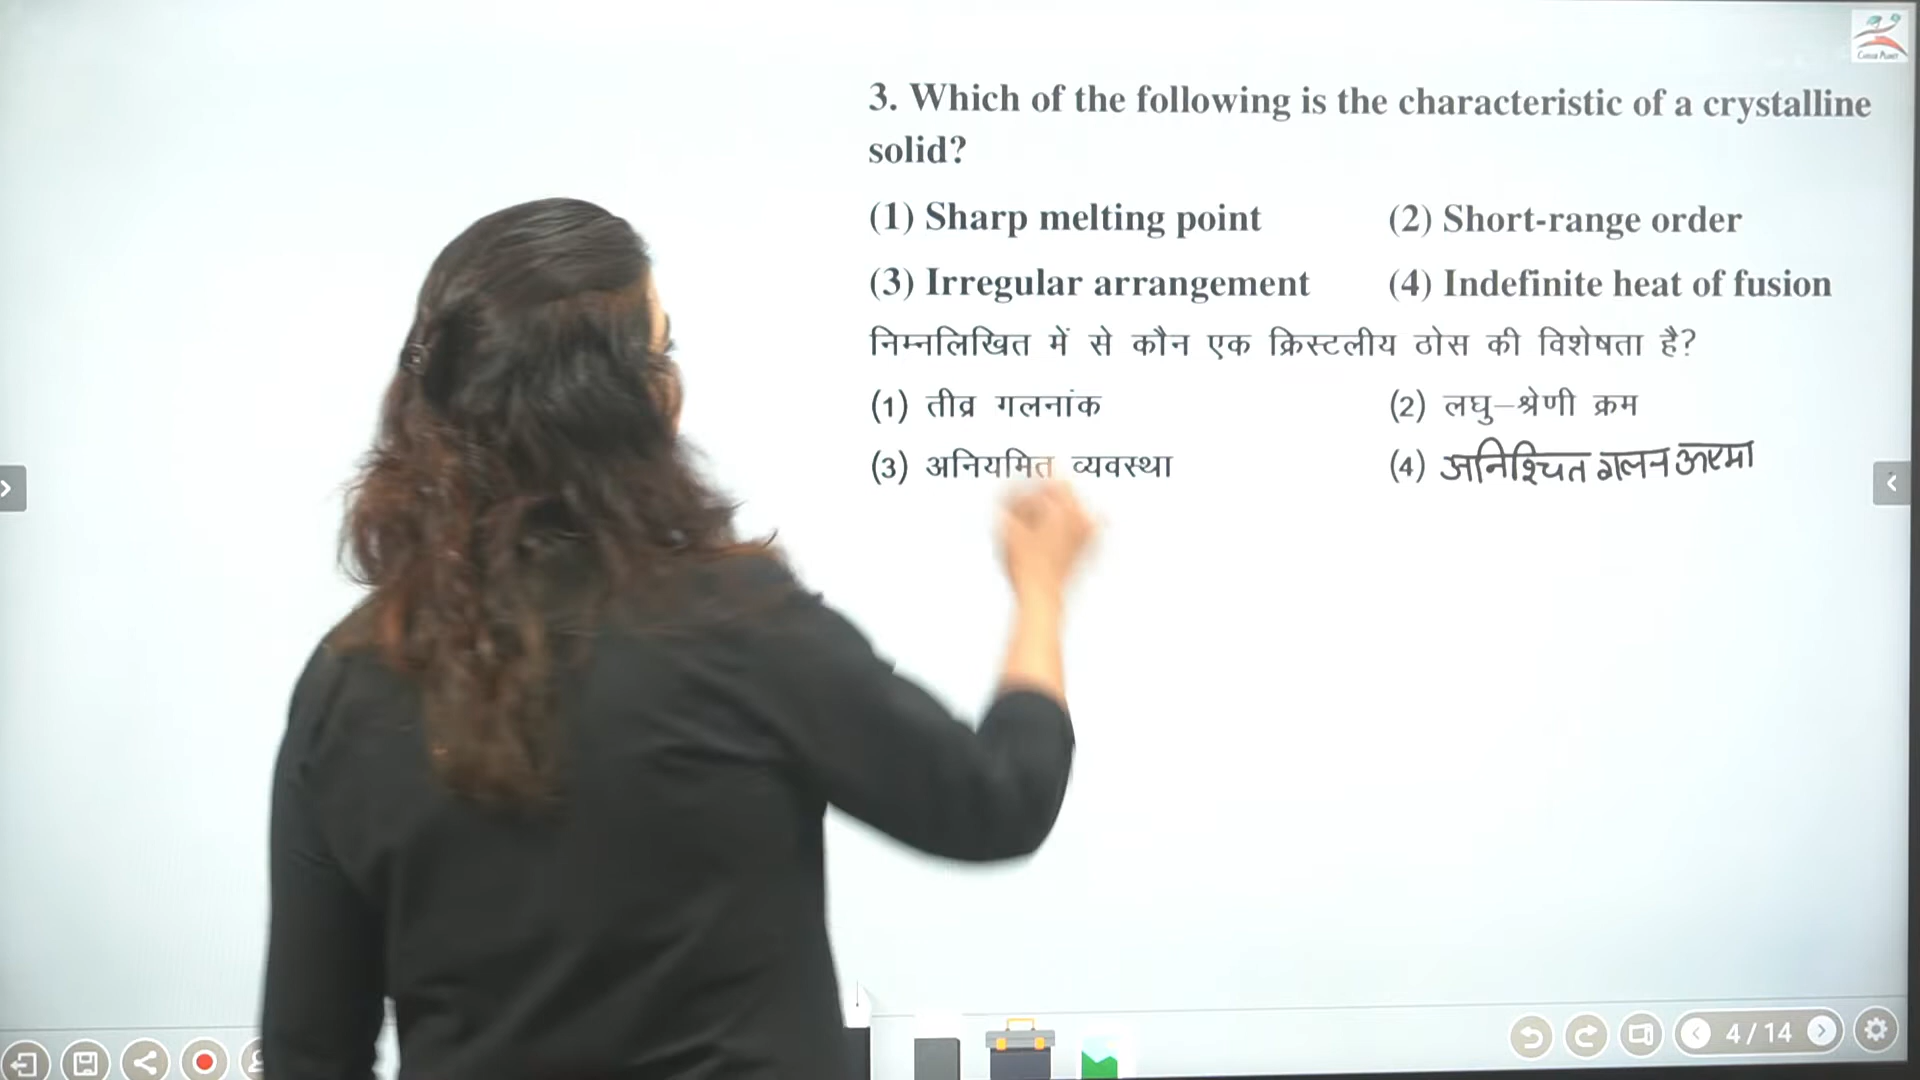 3. Which of the following is the characteristic of a crystalline
solid?
(1) Sharp melting point (2) Short-range order
(3) Irregular arrangement (4) Indefinite heat of fusion
निम्नलिखित में से कौन एक क्रिस्टलीय ठोस की विशेषता है?
(1) तीव्र गलनांक (2) लघु–श्रेणी क्रम
(3) अनियमित व्यवस्था (4) अनिश्चित गलन
4/14